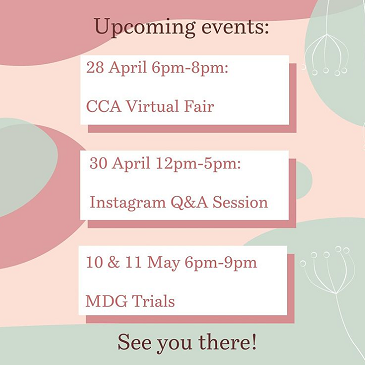 Upcoming events:
28 April 6pm-8pm:
CCA Virtual Fair
30 April 12pm-5pm:
Instagram Q&A Session
10 & 11 May 6pm-9pm
MDG Trials
See you there!